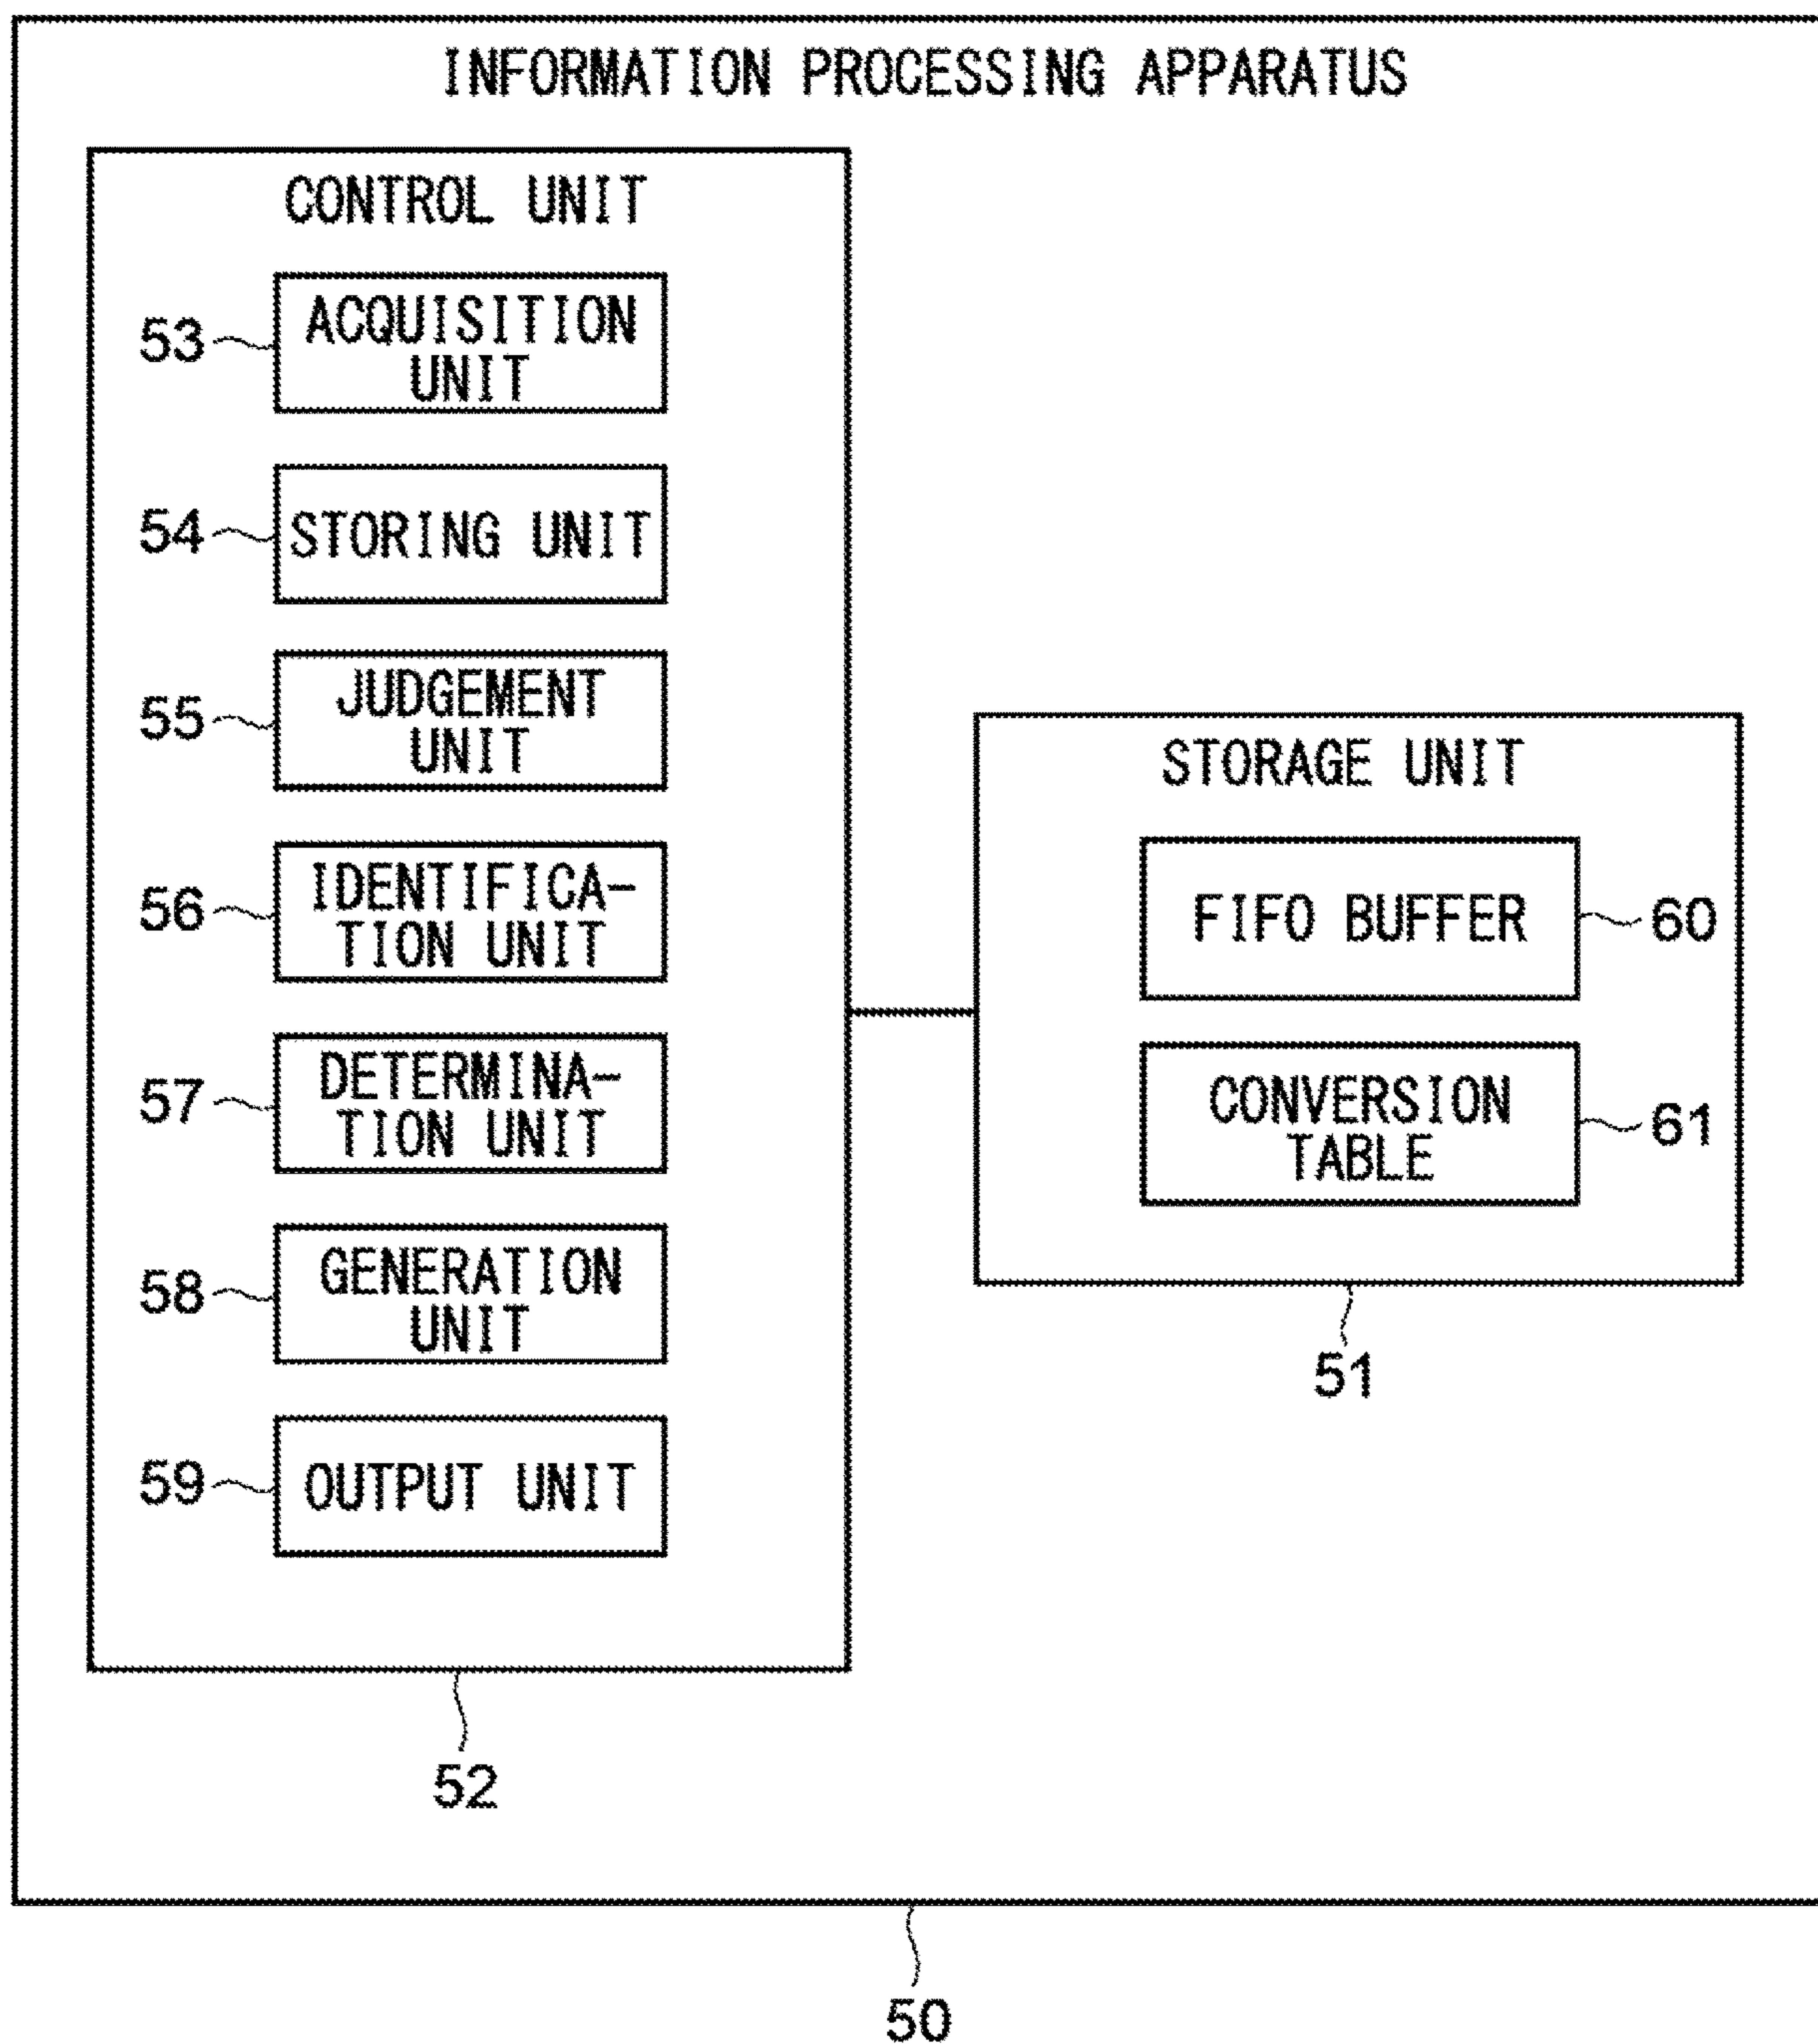 INFORMATION PROCESSING APPARATUS
CONTROL UNIT
53
ACQUISITION
UNIT
54
STORING UNIT
55
JUDGEMENT
UNIT
56
IDENTIFICA-
TION UNIT
57
DETERMINA-
TION UNIT
58
GENERATION
UNIT
59
OUTPUT UNIT
52
STORAGE UNIT
FIFO BUFFER
60
CONVERSION
TABLE
61
51
50